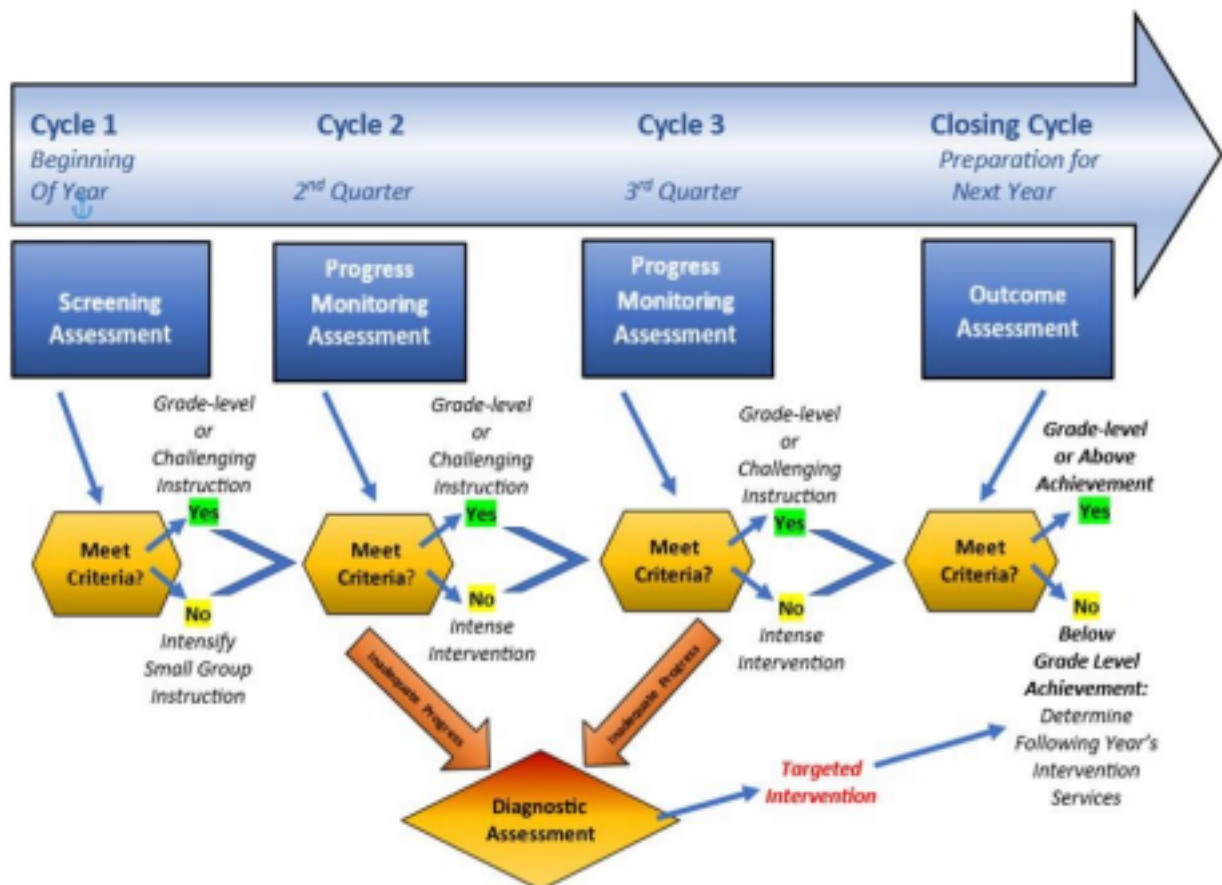 Cycle 1
Beginning
Of Year
Cycle 2
2nd Quarter
Cycle 3
3rd Quarter
Closing Cycle
Preparation for
Next Year
Screening
Assessment
Progress
Monitoring
Assessment
Progress
Monitoring
Assessment
Outcome
Assessment
Grade-level
or
Challenging
Instruction
Yes
Meet
Criteria?
No
Intensify
Small Group
Instruction
Grade-level
or
Challenging
Instruction
Yes
Meet
Criteria?
No
Intense
Intervention
Grade-level
or
Challenging
Instruction
Yes
Meet
Criteria?
No
Intense
Intervention
Grade-level
or Above
Achievement
Yes
Meet
Criteria?
No
Below
Grade Level
Achievement:
Determine
Following Year's
Intervention
Services
Inadequate Progress
Inadequate Progress
Diagnostic
Assessment
Targeted
Intervention